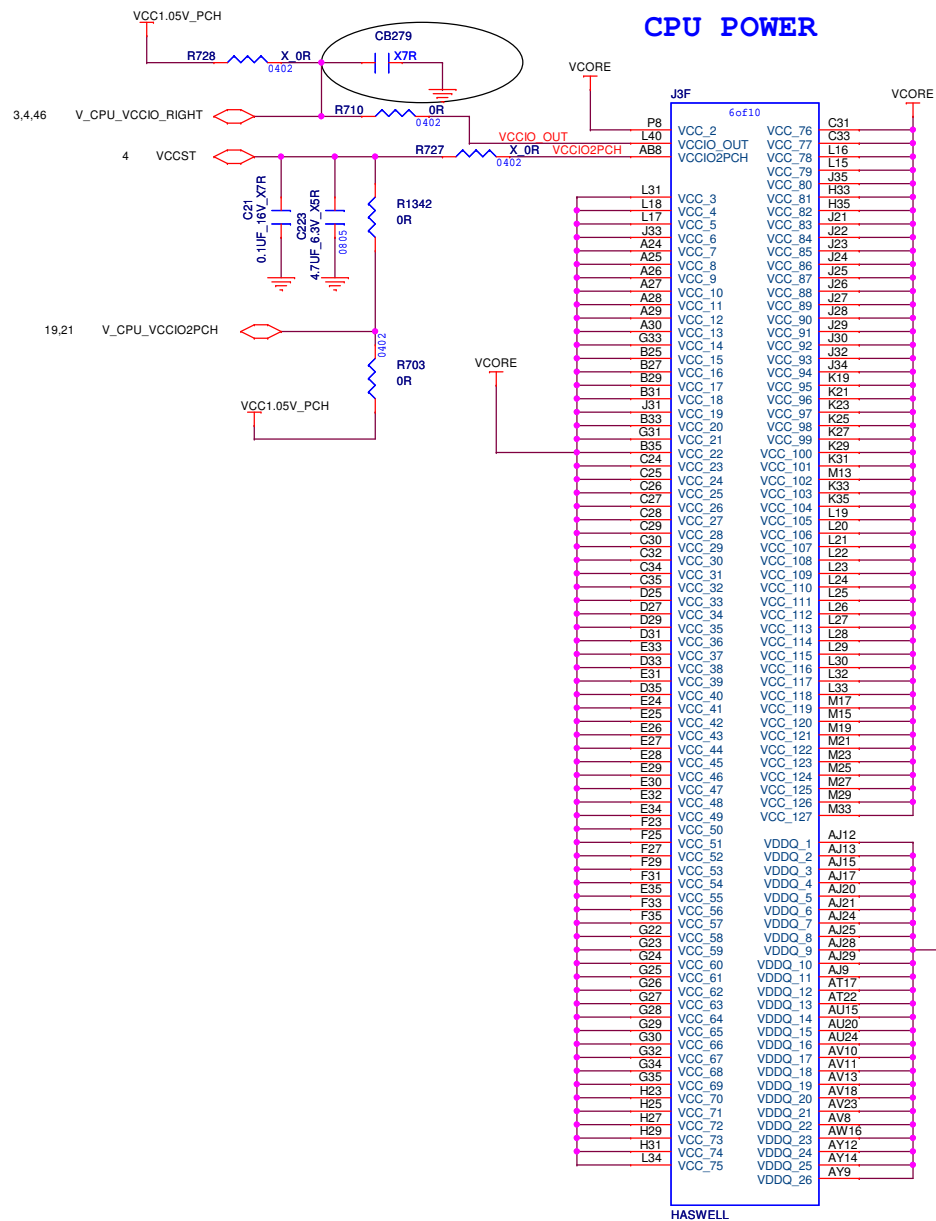 CPU POWER
VCC1.05V_PCH
R728 X_0R
0402
CB279
X7R
3,4,46 V_CPU_VCCIO_RIGHT
R710 0R
0402
4 VCCST
R727 X_0R
0402
VCCIO_OUT
VCCIO2PCH
C21
0.1UF_16V_X7R
C223
4.7UF_6.3V_X5R
0805
R1342
0R
0402
19,21 V_CPU_VCCIO2PCH
R703
0R
VCC1.05V_PCH
VCORE
VCORE
VCORE
J3F
6of10
P8 VCC_2 VCC_76 C31
L40 VCCIO_OUT VCC_77 C33
AB8 VCCIO2PCH VCC_78 L16
VCC_79 L15
VCC_80 J35
L31 VCC_3 VCC_81 H33
L18 VCC_4 VCC_82 H35
L17 VCC_5 VCC_83 J21
J33 VCC_6 VCC_84 J22
A24 VCC_7 VCC_85 J23
A25 VCC_8 VCC_86 J24
A26 VCC_9 VCC_87 J25
A27 VCC_10 VCC_88 J26
A28 VCC_11 VCC_89 J27
A29 VCC_12 VCC_90 J28
A30 VCC_13 VCC_91 J29
G33 VCC_14 VCC_92 J30
B25 VCC_15 VCC_93 J32
B27 VCC_16 VCC_94 J34
B29 VCC_17 VCC_95 K19
B31 VCC_18 VCC_96 K21
J31 VCC_19 VCC_97 K23
B33 VCC_20 VCC_98 K25
G31 VCC_21 VCC_99 K27
B35 VCC_22 VCC_100 K29
C24 VCC_23 VCC_101 K31
C25 VCC_24 VCC_102 M13
C26 VCC_25 VCC_103 K33
C27 VCC_26 VCC_104 K35
C28 VCC_27 VCC_105 L19
C29 VCC_28 VCC_106 L20
C30 VCC_29 VCC_107 L21
C32 VCC_30 VCC_108 L22
C34 VCC_31 VCC_109 L23
C35 VCC_32 VCC_110 L24
D25 VCC_33 VCC_111 L25
D27 VCC_34 VCC_112 L26
D29 VCC_35 VCC_113 L27
D31 VCC_36 VCC_114 L28
E33 VCC_37 VCC_115 L29
D33 VCC_38 VCC_116 L30
E31 VCC_39 VCC_117 L32
D35 VCC_40 VCC_118 L33
E24 VCC_41 VCC_119 M17
E25 VCC_42 VCC_120 M15
E26 VCC_43 VCC_121 M19
E27 VCC_44 VCC_122 M21
E28 VCC_45 VCC_123 M23
E29 VCC_46 VCC_124 M25
E30 VCC_47 VCC_125 M27
E32 VCC_48 VCC_126 M29
E34 VCC_49 VCC_127 M33
F23 VCC_50
F25 VCC_51 VDDQ_1 AJ12
F27 VCC_52 VDDQ_2 AJ13
F29 VCC_53 VDDQ_3 AJ15
F31 VCC_54 VDDQ_4 AJ17
E35 VCC_55 VDDQ_5 AJ20
F33 VCC_56 VDDQ_6 AJ21
F35 VCC_57 VDDQ_7 AJ24
G22 VCC_58 VDDQ_8 AJ25
G23 VCC_59 VDDQ_9 AJ28
G24 VCC_60 VDDQ_10 AJ29
G25 VCC_61 VDDQ_11 AJ9
G26 VCC_62 VDDQ_12 AT17
G27 VCC_63 VDDQ_13 AT22
G28 VCC_64 VDDQ_14 AU15
G29 VCC_65 VDDQ_15 AU20
G30 VCC_66 VDDQ_16 AU24
G32 VCC_67 VDDQ_17 AV10
G34 VCC_68 VDDQ_18 AV11
G35 VCC_69 VDDQ_19 AV13
H23 VCC_70 VDDQ_20 AV18
H25 VCC_71 VDDQ_21 AV23
H27 VCC_72 VDDQ_22 AV8
H29 VCC_73 VDDQ_23 AW16
H31 VCC_74 VDDQ_24 AY12
L34 VCC_75 VDDQ_25 AY14
VDDQ_26 AY9
HASWELL